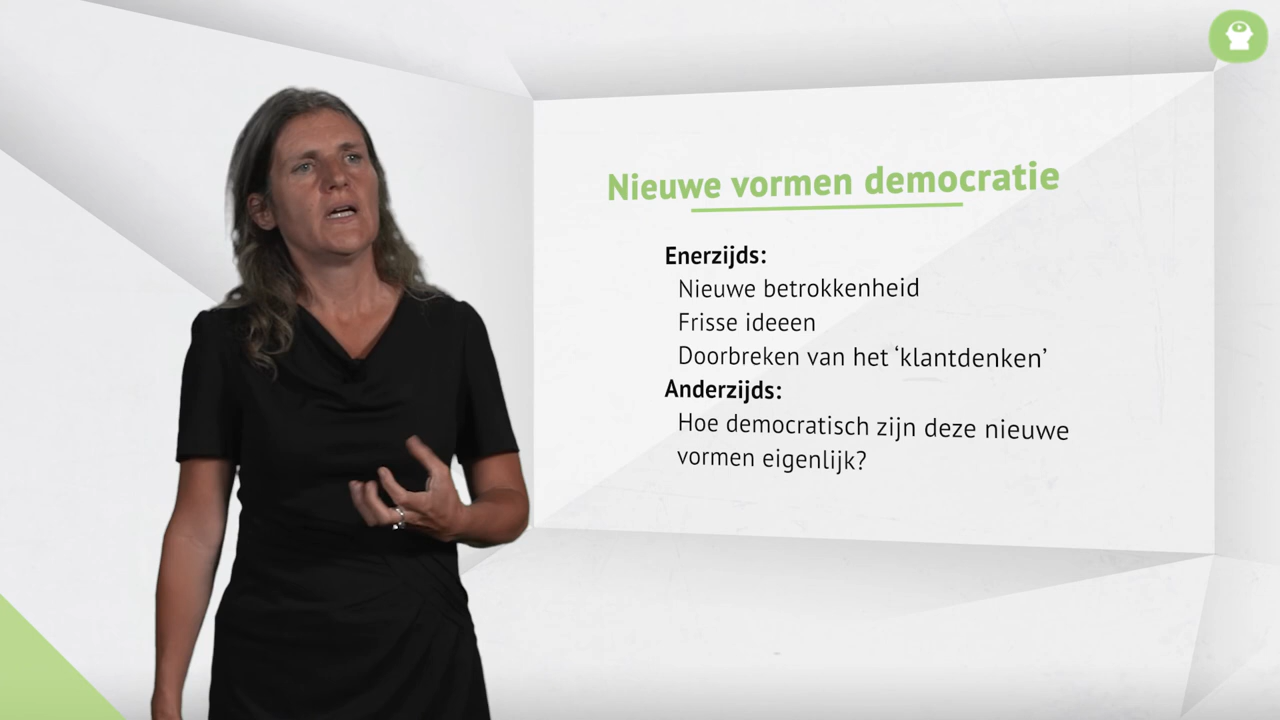 Nieuwe vormen democratie
Enerzijds:
Nieuwe betrokkenheid
Frisse ideeen
Doorbreken van het ‘klantdenken’
Anderzijds:
Hoe democratisch zijn deze nieuwe
vormen eigenlijk?